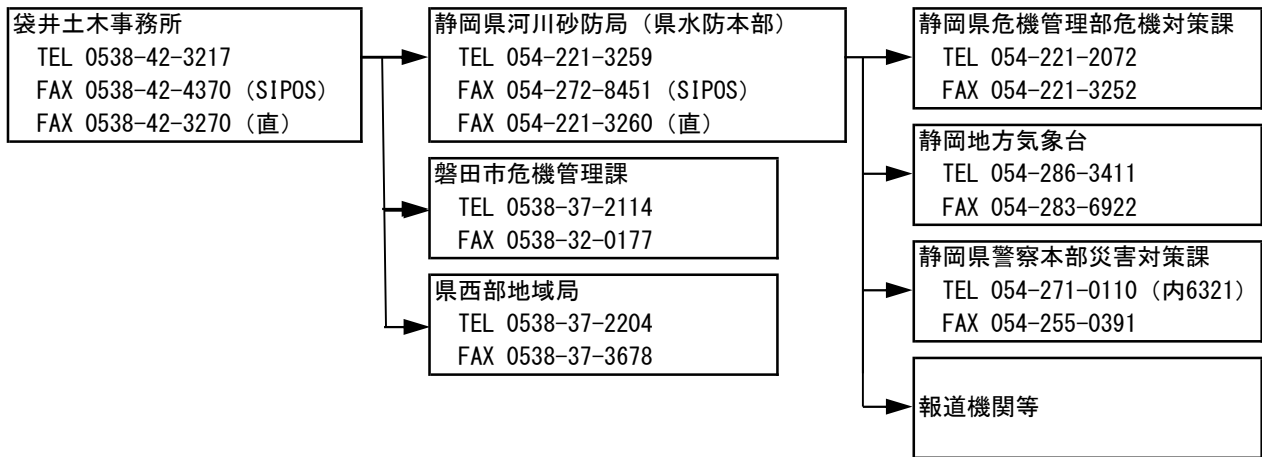 袋井土木事務所
TEL 0538-42-3217
FAX 0538-42-4370（SIPOS）
FAX 0538-42-3270（直）
静岡県河川砂防局（県水防本部）
TEL 054-221-3259
FAX 054-272-8451（SIPOS）
FAX 054-221-3260（直）
磐田市危機管理課
TEL 0538-37-2114
FAX 0538-32-0177
県西部地域局
TEL 0538-37-2204
FAX 0538-37-3678
静岡県危機管理部危機対策課
TEL 054-221-2072
FAX 054-221-3252
静岡地方気象台
TEL 054-286-3411
FAX 054-283-6922
静岡県警察本部災害対策課
TEL 054-271-0110（内6321）
FAX 054-255-0391
報道機関等